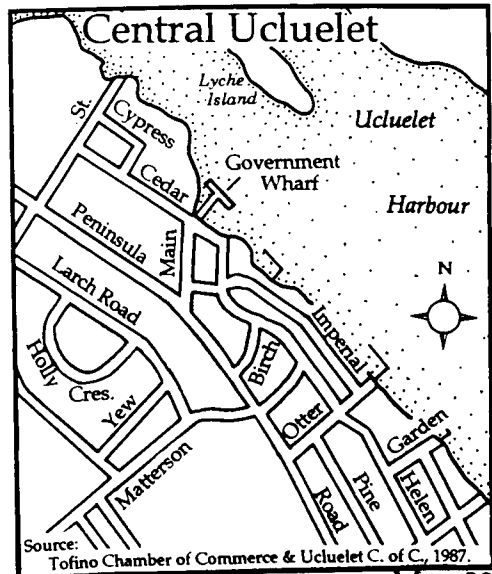 Central Ucluelet
Lyche
Island
Ucluelet
Harbour
St.
Cypress
Cedar
Government
Wharf
Peninsula
Main
Larch Road
N
Imperial
Holly
Cres.
Yew
Birch
Otter
Garden
Matterson
Road
Pine
Helen
Source:
Tofino Chamber of Commerce & Ucluelet C. of C., 1987.